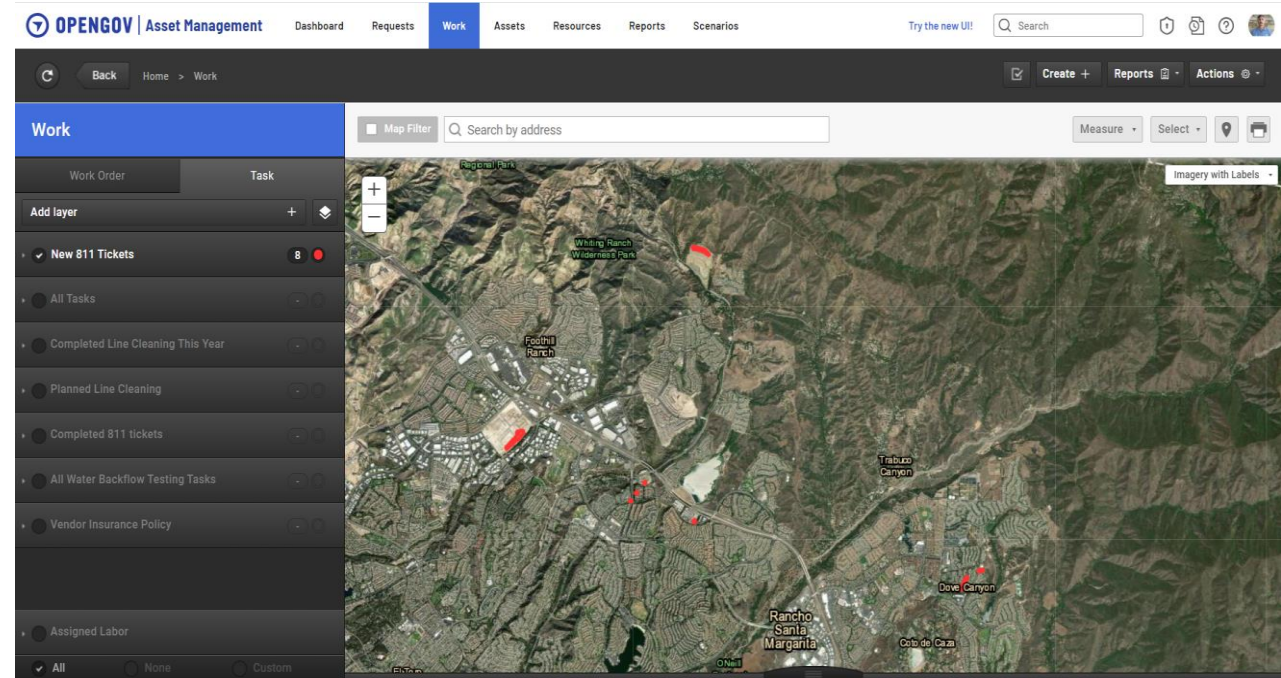 OPENGOV | Asset Management
Dashboard
Requests
Work
Assets
Resources
Reports
Scenarios
Try the new UI!
Search
Back
Home > Work
Create +
Reports
Actions
Work
Map Filter
Search by address
Measure
Select
Work Order
Task
Add layer +
New 811 Tickets 8
All Tasks -
Completed Line Cleaning This Year -
Planned Line Cleaning -
Completed 811 tickets -
All Water Backflow Testing Tasks -
Vendor Insurance Policy -
Assigned Labor
All
None
Custom
+
−
Imagery with Labels
Regional Park
Whiting Ranch
Wilderness Park
Foothill
Ranch
Trabuco
Canyon
Dove Canyon
Rancho
Santa
Margarita
Coto de Caza
ONeill
El Toro